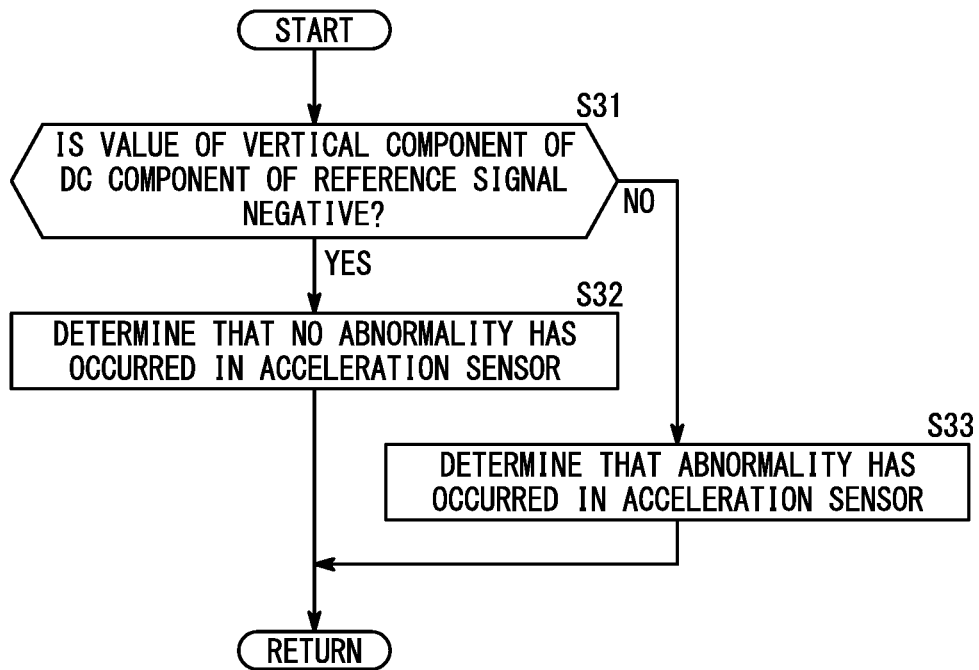 START
S31
IS VALUE OF VERTICAL COMPONENT OF
DC COMPONENT OF REFERENCE SIGNAL
NEGATIVE?
NO
YES
S32
DETERMINE THAT NO ABNORMALITY HAS
OCCURRED IN ACCELERATION SENSOR
S33
DETERMINE THAT ABNORMALITY HAS
OCCURRED IN ACCELERATION SENSOR
RETURN